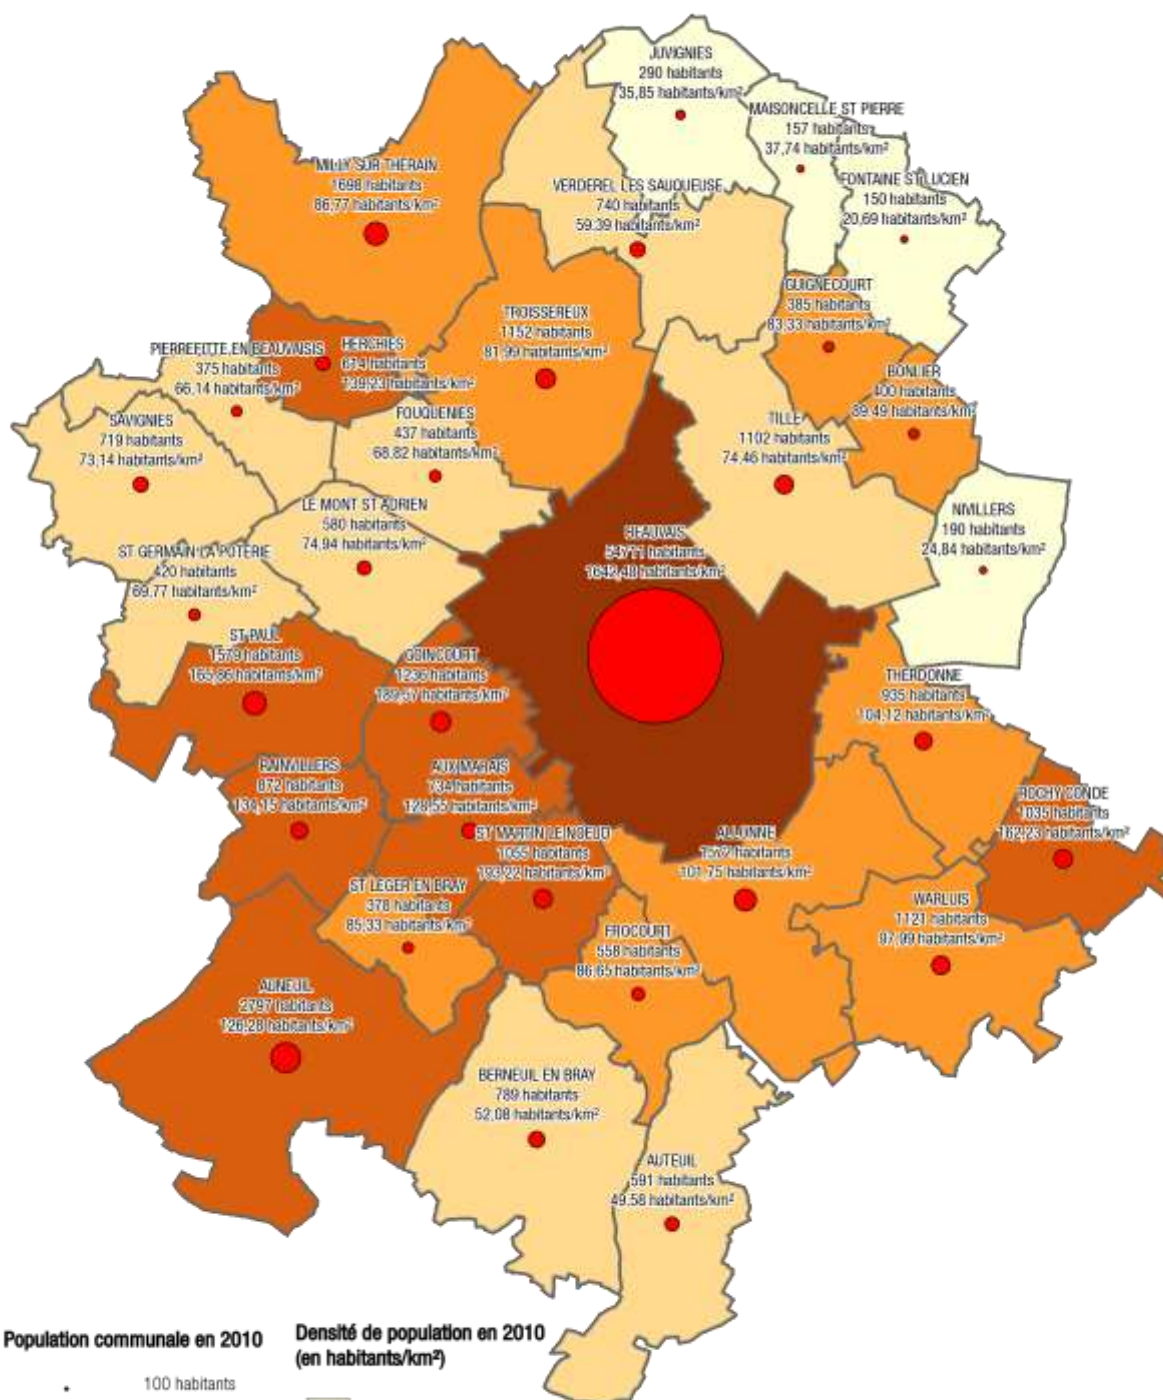 JUVIGNIES
290 habitants
35,85 habitants/km²
MAISONCELLE ST PIERRE
157 habitants
37,74 habitants/km²
FONTAINE ST LUCIEN
150 habitants
20,69 habitants/km²
MILLY SUR THERAIN
1698 habitants
86,77 habitants/km²
VERDEREL LES SAUQUEUSE
740 habitants
59.39 habitants/km²
GUIGNECOURT
385 habitants
83,33 habitants/km²
TROISSEREUX
1152 habitants
81,99 habitants/km²
HERCHIES
614 habitants
139,23 habitants/km²
PIERREFITTE EN BEAUVAISIS
375 habitants
66,14 habitants/km²
BONLIER
400 habitants
89,49 habitants/km²
SAVIGNIES
719 habitants
73,14 habitants/km²
FOUQUENIES
437 habitants
68,82 habitants/km²
TILLE
1102 habitants
74,46 habitants/km²
LE MONT ST ADRIEN
580 habitants
74,94 habitants/km²
NIVILLERS
190 habitants
24,84 habitants/km²
BEAUVAIS
54711 habitants
1642,48 habitants/km²
ST GERMAIN LA POTERIE
420 habitants
69,77 habitants/km²
ST PAUL
1579 habitants
165,86 habitants/km²
GOINCOURT
1236 habitants
189,57 habitants/km²
THERDONNE
935 habitants
104,12 habitants/km²
RAINVILLERS
872 habitants
134,15 habitants/km²
AUX MARAIS
734 habitants
128,55 habitants/km²
ROCHY CONDE
1035 habitants
162,23 habitants/km²
ST MARTIN LE NOEUD
1055 habitants
193,22 habitants/km²
ALLONNE
habitants
101,75 habitants/km²
ST LEGER EN BRAY
378 habitants
85,33 habitants/km²
WARLUIS
1121 habitants
97,99 habitants/km²
FROCOURT
558 habitants
86,65 habitants/km²
AUNEUIL
2797 habitants
126,28 habitants/km²
BERNEUIL EN BRAY
789 habitants
52,08 habitants/km²
AUTEUIL
591 habitants
49,58 habitants/km²
Population communale en 2010
100 habitants
Densité de population en 2010
(en habitants/km²)